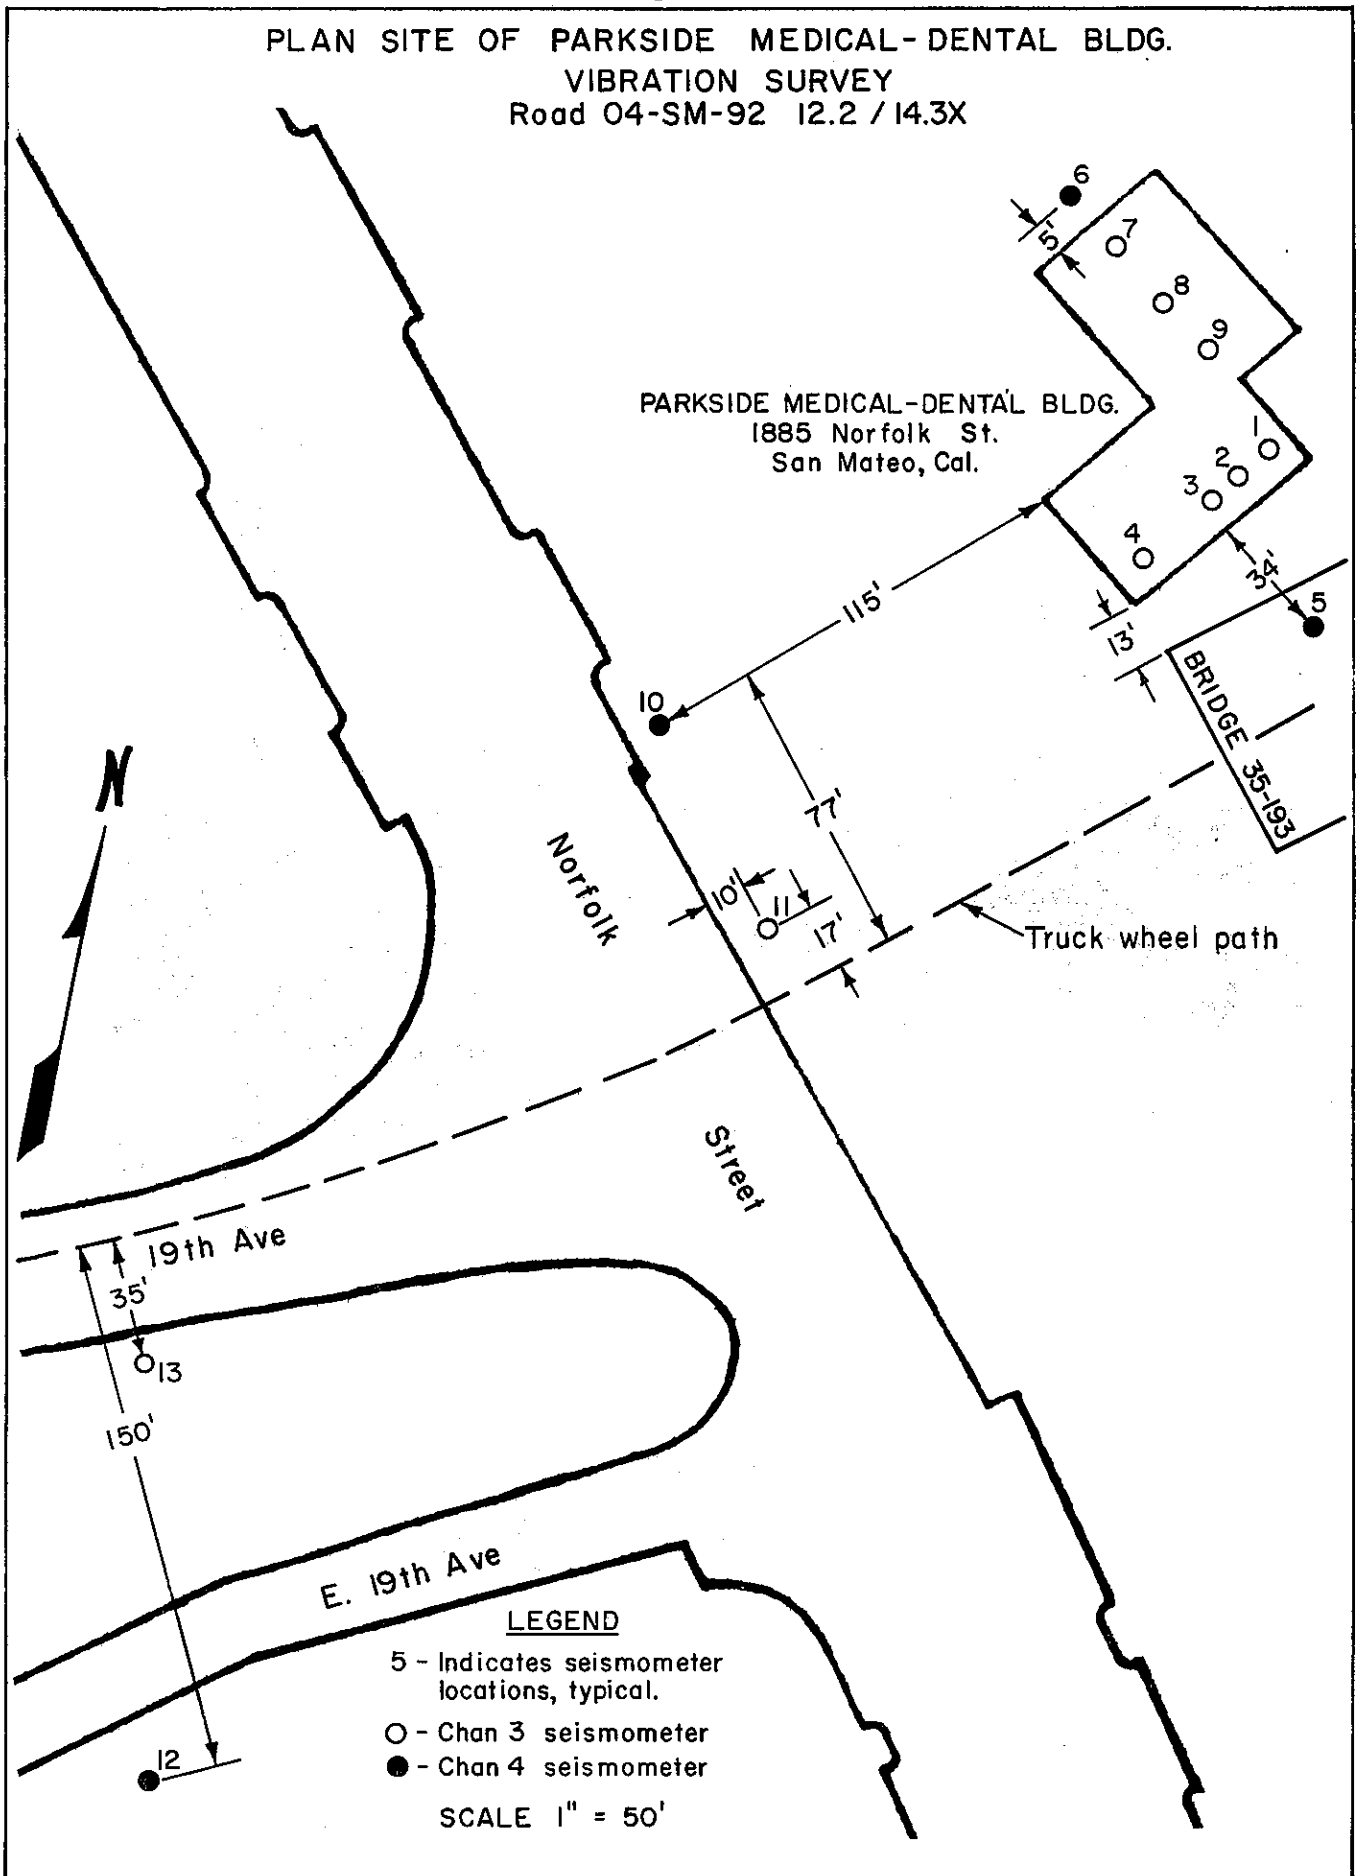 PLAN SITE OF PARKSIDE MEDICAL-DENTAL BLDG.
VIBRATION SURVEY
Road 04-SM-92 12.2 / 14.3X
6
5'
7
8
9
PARKSIDE MEDICAL-DENTAL BLDG.
1885 Norfolk St.
San Mateo, Cal.
1
2
3
4
34'
5
115'
13'
BRIDGE 35-193
10
77'
N
Norfolk
10'
11
17'
Truck wheel path
Street
19th Ave
35'
13
150'
E. 19th Ave
12
LEGEND
5 - Indicates seismometer
locations, typical.
- Chan 3 seismometer
- Chan 4 seismometer
SCALE 1" = 50'